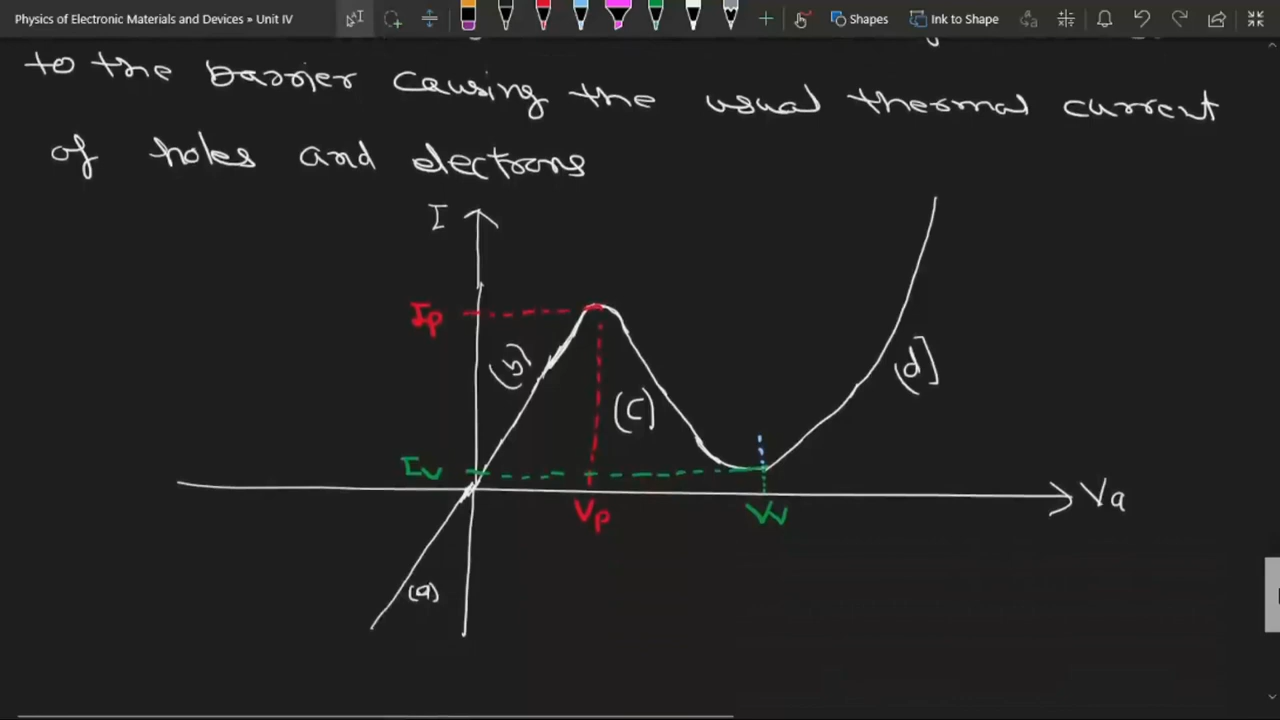 Physics of Electronic Materials and Devices » Unit IV
Shapes
Ink to Shape
to the barrier causing the usual thermal current
of holes and electrons
I
Ip
(b)
(d]
(c)
Iv
Vp
Vv
Va
(a)